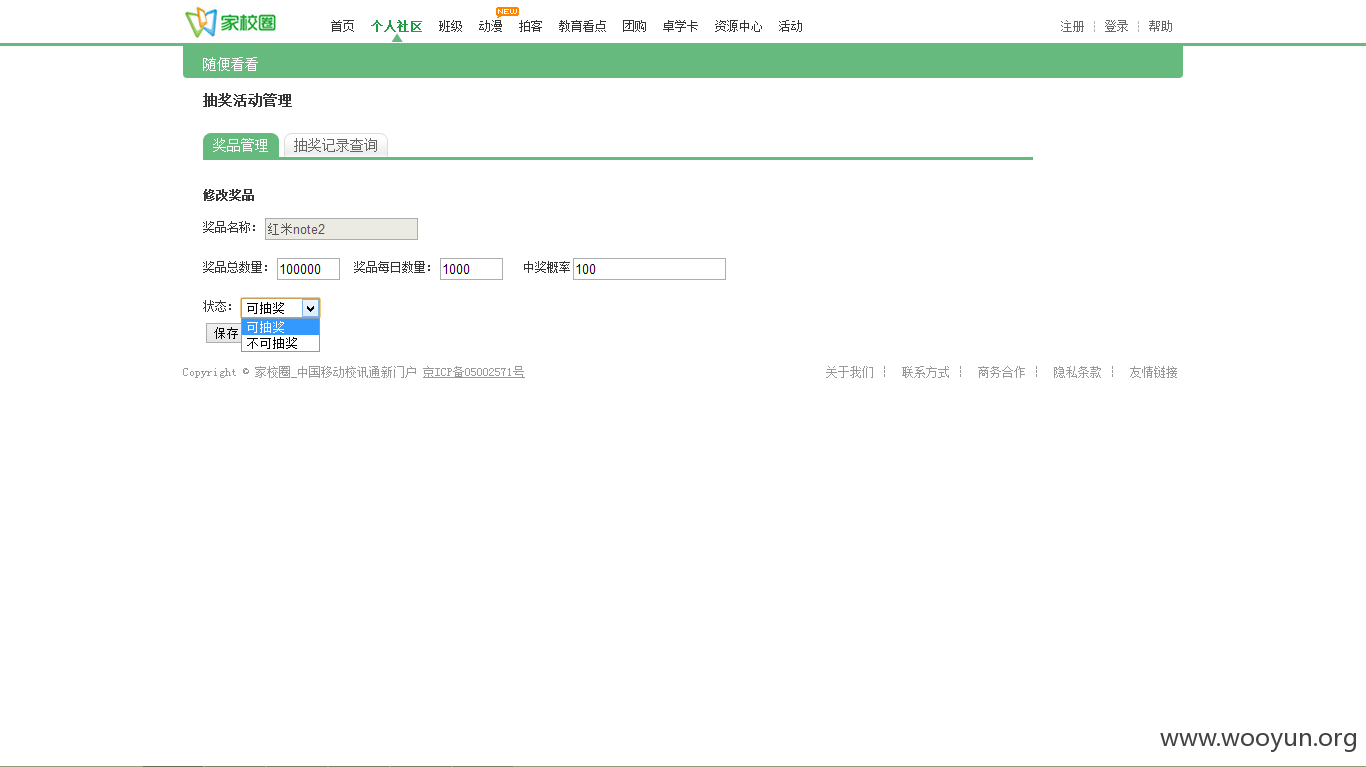 家校圈 首页 个人社区 班级 动漫 NEW 拍客 教育看点 团购 卓学卡 资源中心 活动 注册 登录 帮助
随便看看
抽奖活动管理
奖品管理 抽奖记录查询
修改奖品
奖品名称: 红米note2
奖品总数量: 100000 奖品每日数量: 1000 中奖概率 100
状态: 可抽奖
可抽奖
保存
不可抽奖
Copyright © 家校圈_中国移动校讯通新门户 京ICP备05002571号 关于我们 联系方式 商务合作 隐私条款 友情链接
www.wooyun.org